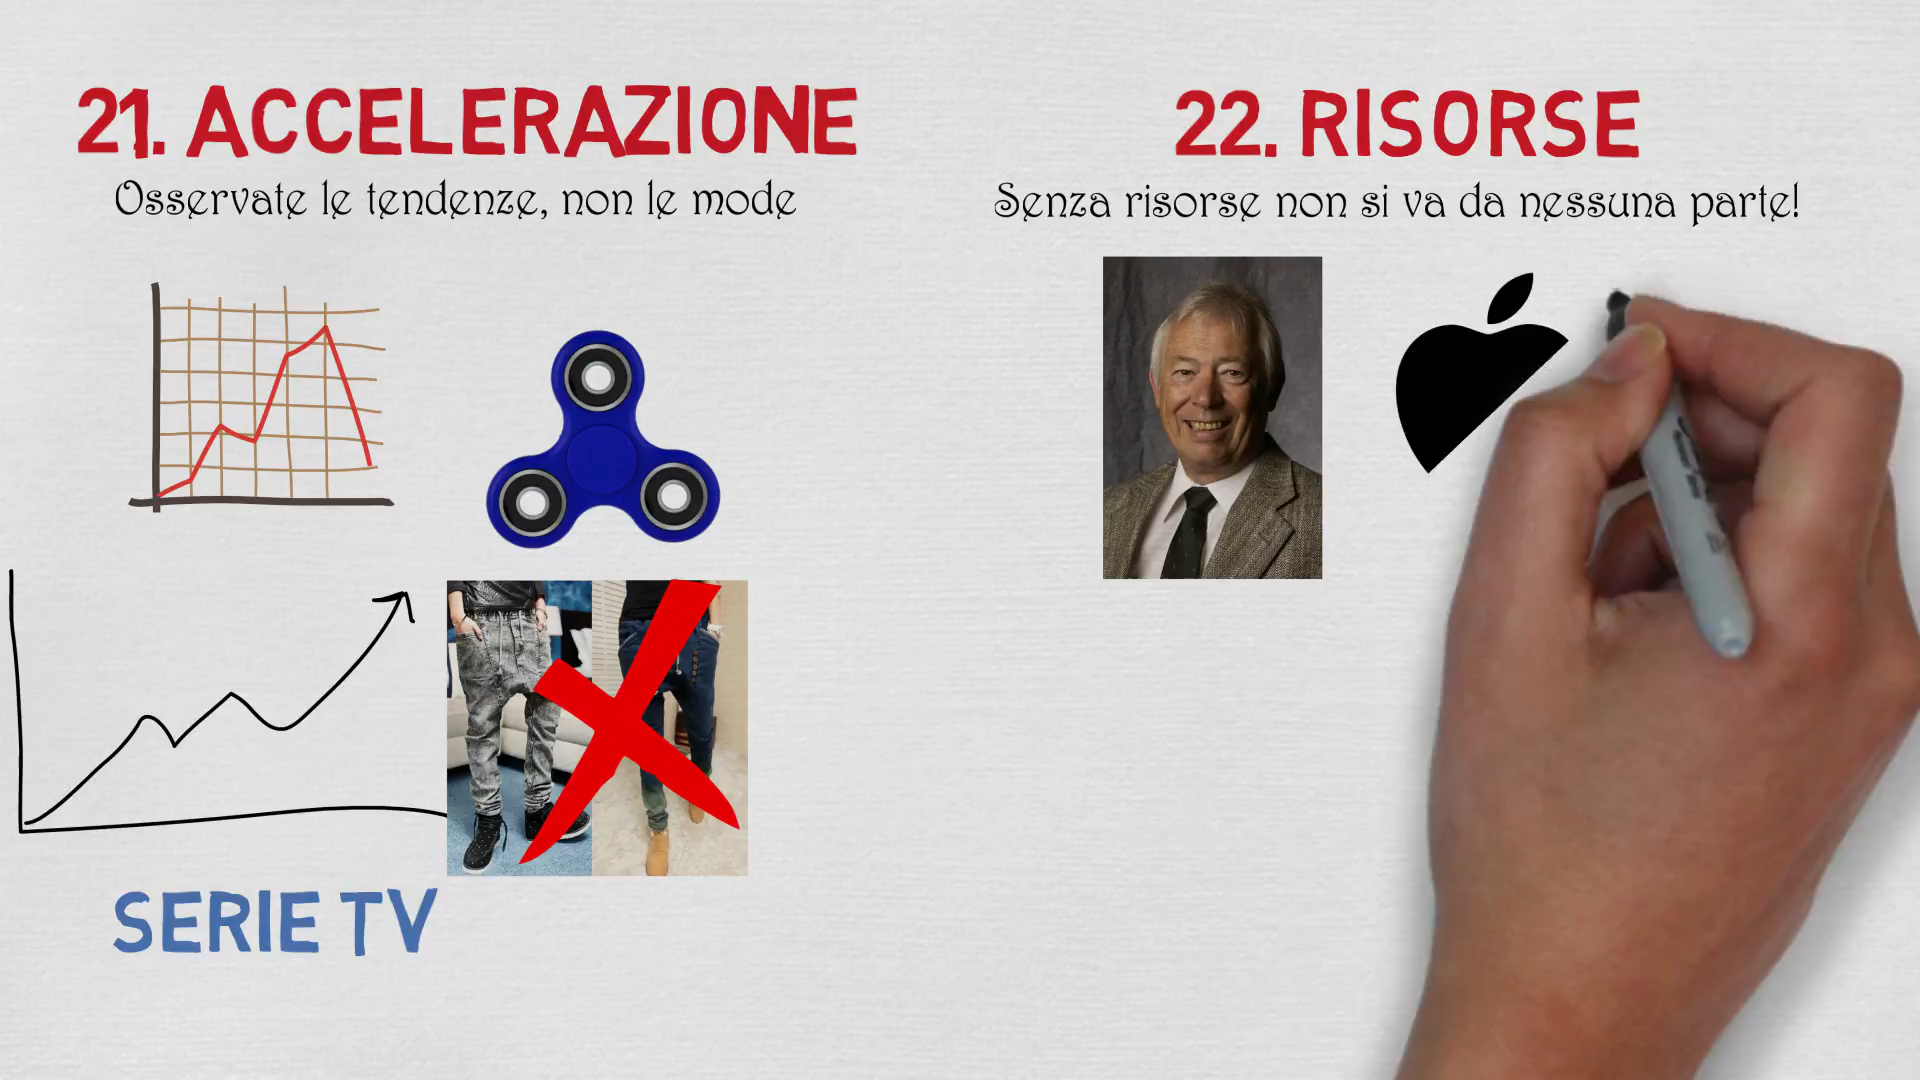 21. ACCELERAZIONE
Osservate le tendenze, non le mode
SERIE TV
22. RISORSE
Senza risorse non si va da nessuna parte!